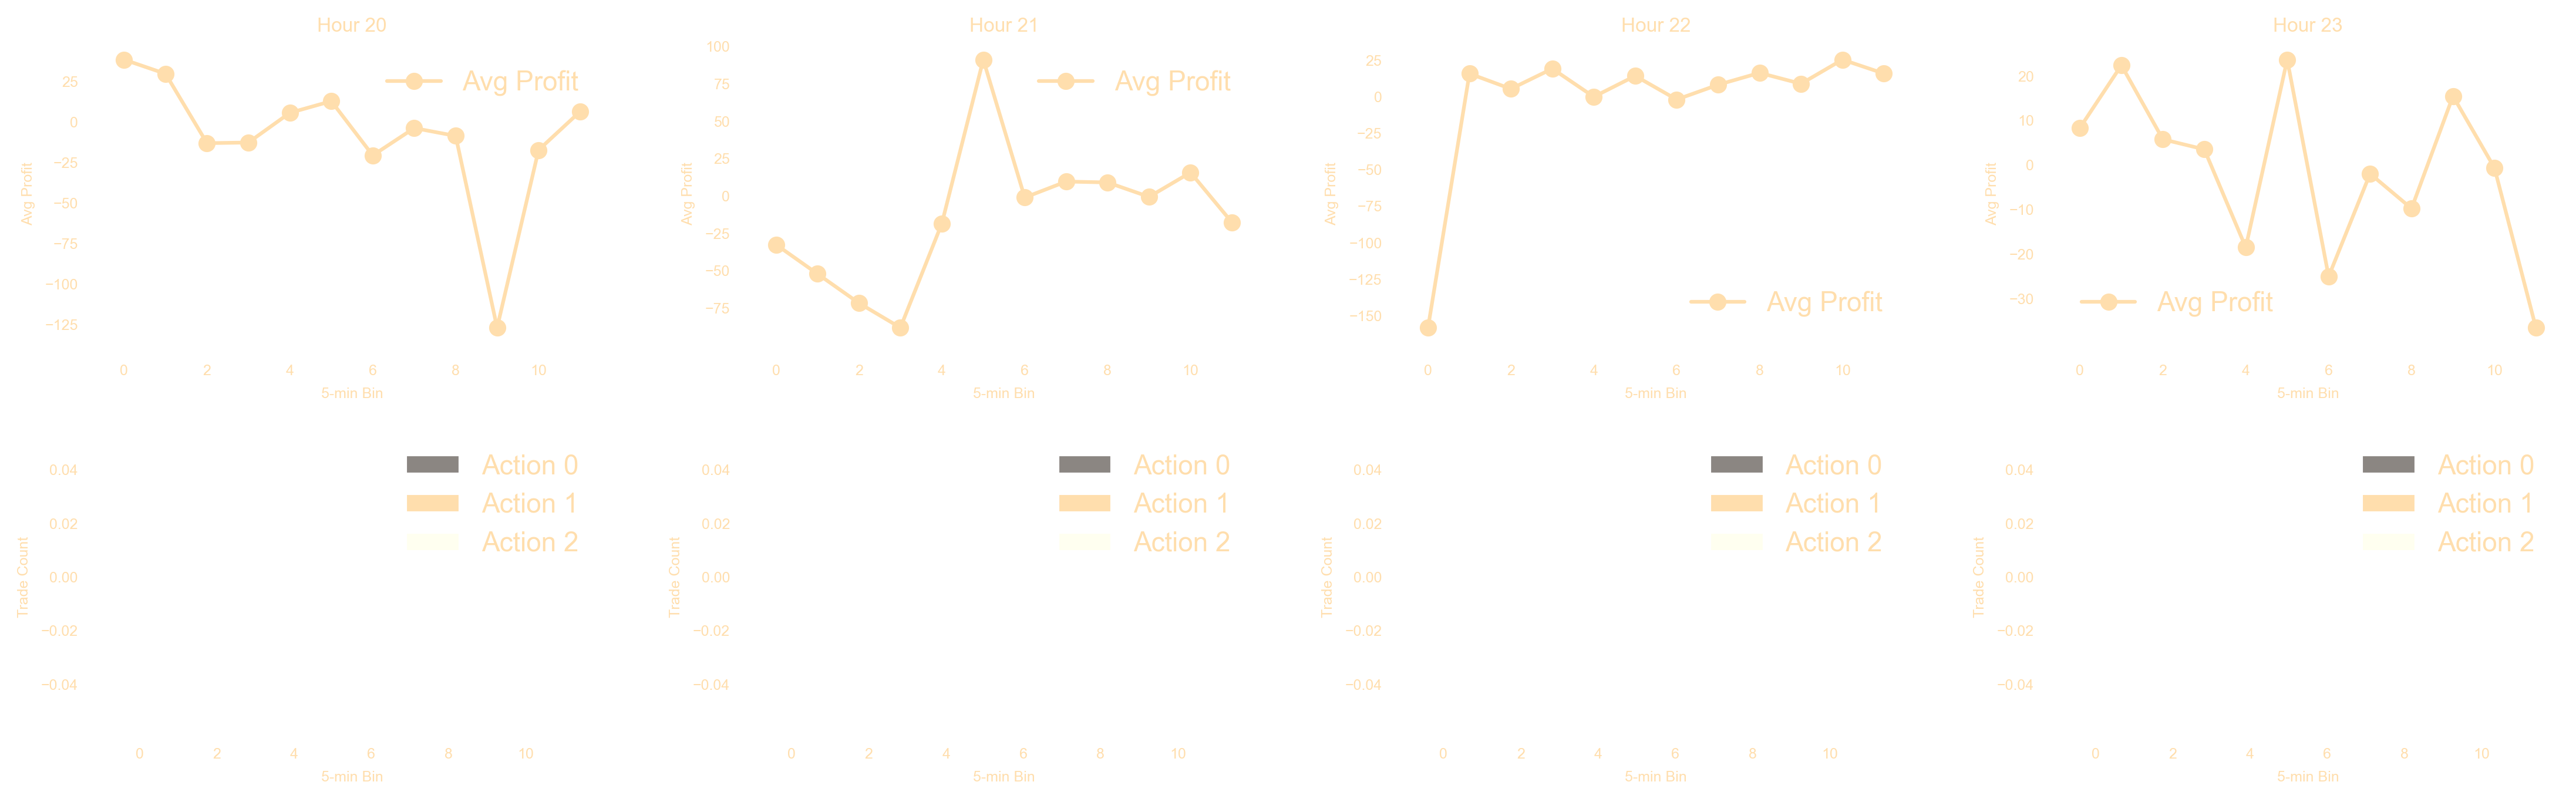 Hour 20
Avg Profit
25
0
−25
−50
−75
−100
−125
Avg Profit
0 2 4 6 8 10
5-min Bin
Hour 21
Avg Profit
100
75
50
25
0
−25
−50
−75
Avg Profit
0 2 4 6 8 10
5-min Bin
Hour 22
Avg Profit
25
0
−25
−50
−75
−100
−125
−150
Avg Profit
0 2 4 6 8 10
5-min Bin
Hour 23
Avg Profit
20
10
0
−10
−20
−30
Avg Profit
0 2 4 6 8 10
5-min Bin
Action 0
Action 1
Action 2
0.04
0.02
0.00
−0.02
−0.04
Trade Count
0 2 4 6 8 10
5-min Bin
Action 0
Action 1
Action 2
0.04
0.02
0.00
−0.02
−0.04
Trade Count
0 2 4 6 8 10
5-min Bin
Action 0
Action 1
Action 2
0.04
0.02
0.00
−0.02
−0.04
Trade Count
0 2 4 6 8 10
5-min Bin
Action 0
Action 1
Action 2
0.04
0.02
0.00
−0.02
−0.04
Trade Count
0 2 4 6 8 10
5-min Bin